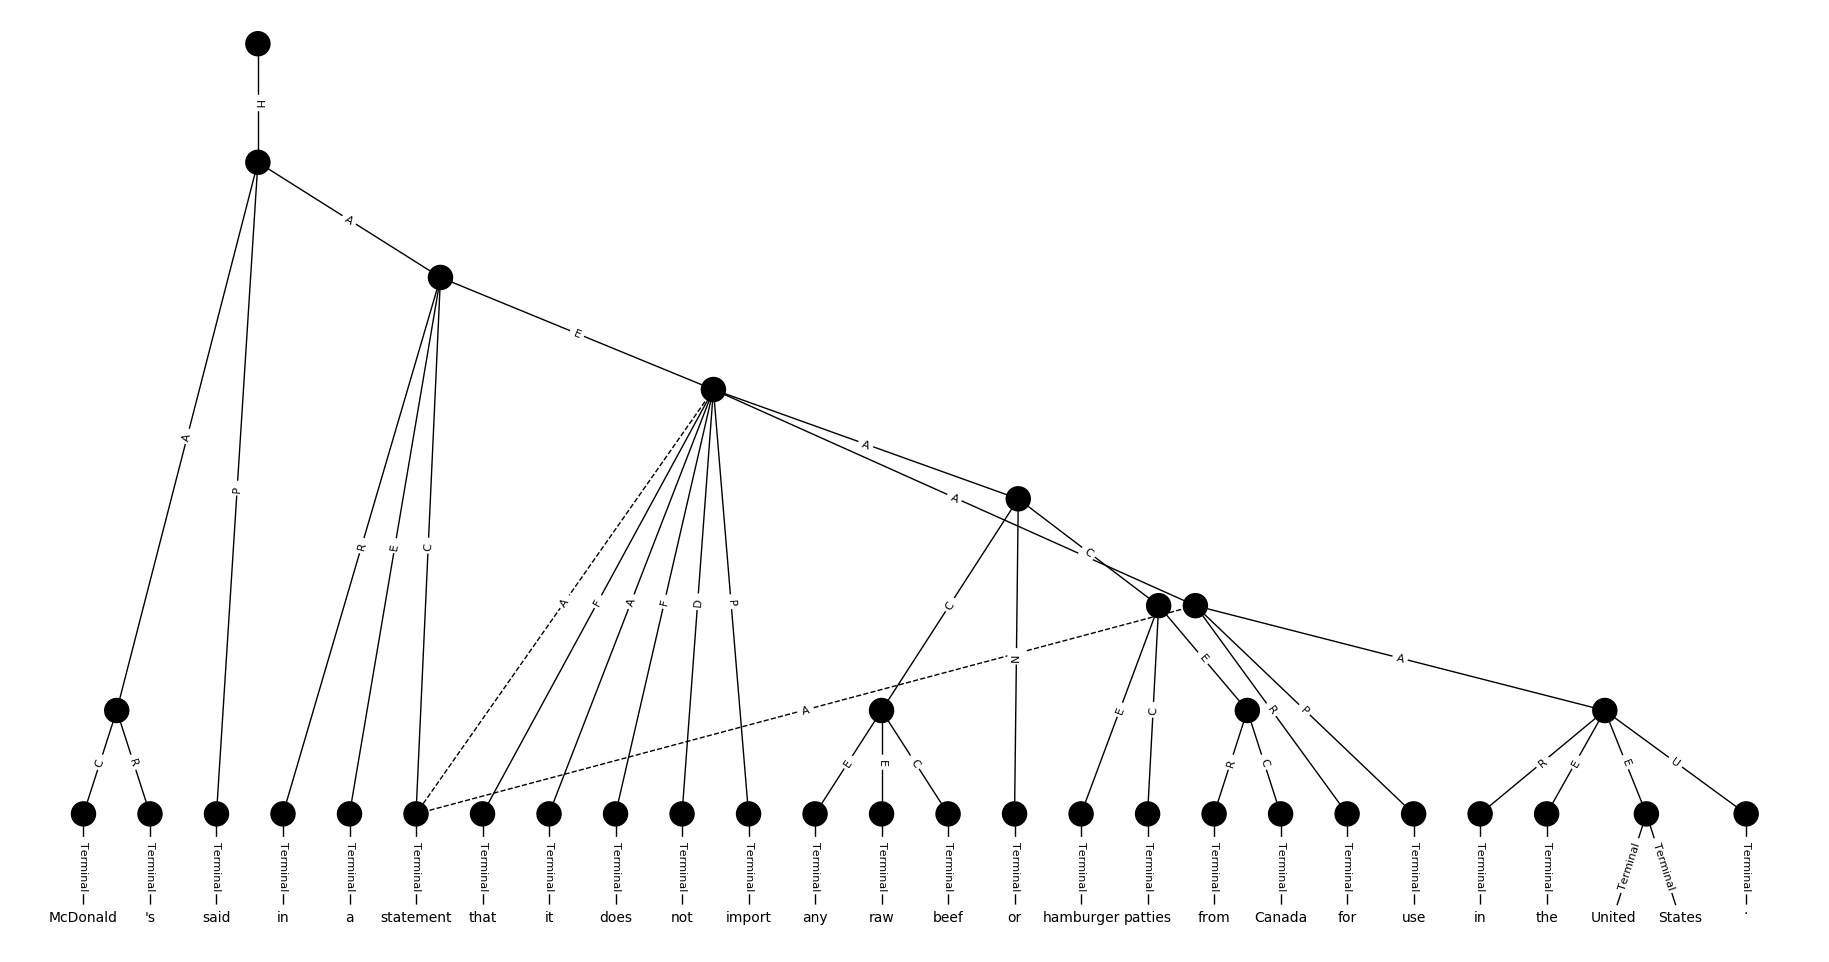 H
A
E
A
A
A
P
R
E
C
C
A
F
A
F
D
P
C
N
E
A
A
E
C
R
P
C
R
E
E
C
R
C
R
E
E
U
Terminal Terminal Terminal Terminal Terminal Terminal Terminal Terminal Terminal Terminal Terminal Terminal Terminal Terminal Terminal Terminal Terminal Terminal Terminal Terminal Terminal Terminal Terminal Terminal Terminal Terminal
McDonald 's said in a statement that it does not import any raw beef or hamburger patties from Canada for use in the United States .